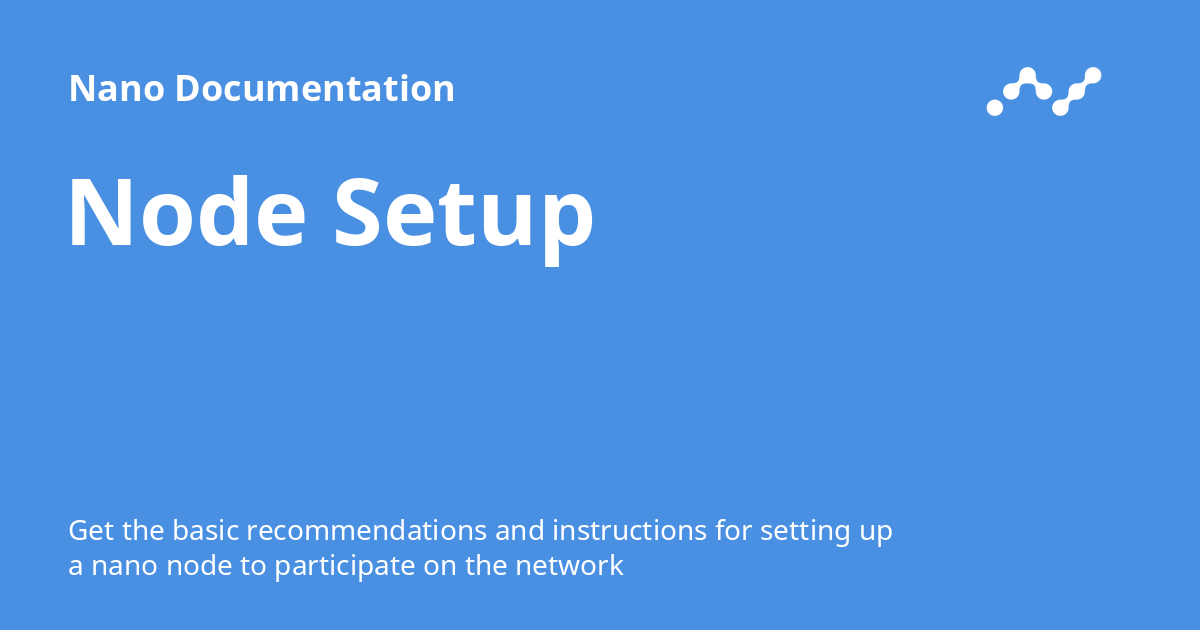 Nano Documentation
Node Setup
Get the basic recommendations and instructions for setting up
a nano node to participate on the network